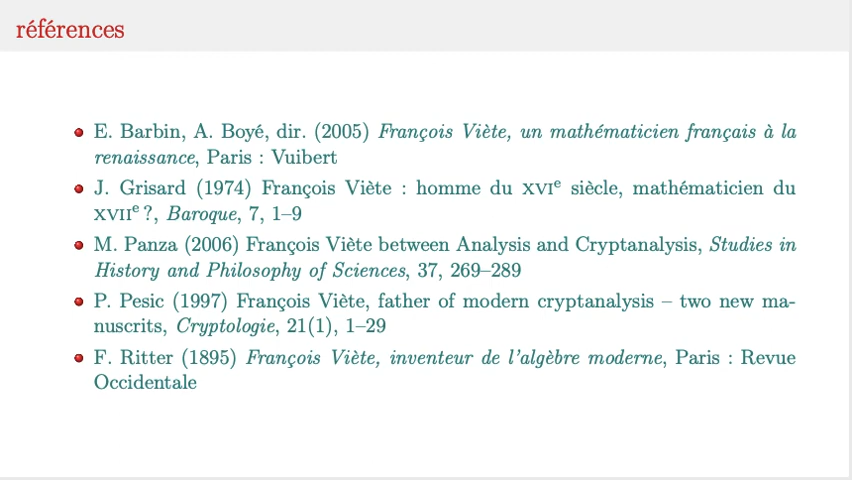 références
E. Barbin, A. Boyé, dir. (2005) François Viète, un mathématicien français à la
renaissance, Paris : Vuibert
J. Grisard (1974) François Viète : homme du XVIe siècle, mathématicien du
XVIIe ?, Baroque, 7, 1–9
M. Panza (2006) François Viète between Analysis and Cryptanalysis, Studies in
History and Philosophy of Sciences, 37, 269–289
P. Pesic (1997) François Viète, father of modern cryptanalysis – two new ma-
nuscrits, Cryptologie, 21(1), 1–29
F. Ritter (1895) François Viète, inventeur de l'algèbre moderne, Paris : Revue
Occidentale